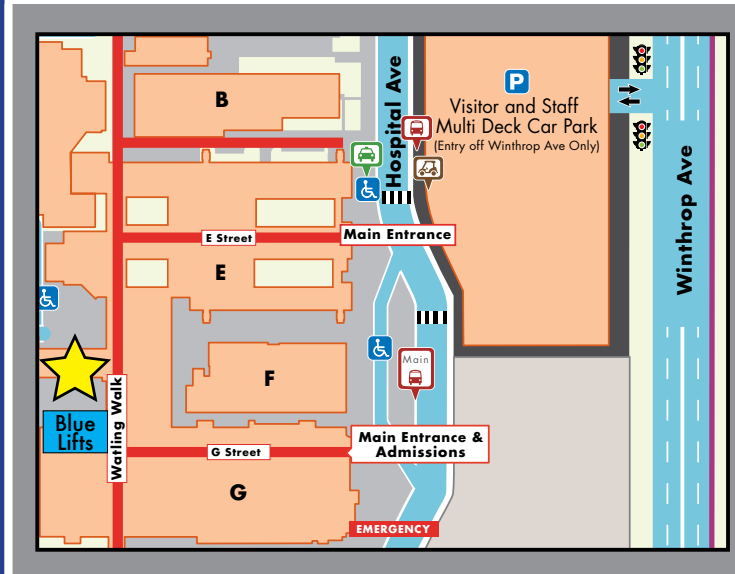 B
Hospital Ave
P
Visitor and Staff
Multi Deck Car Park
(Entry off Winthrop Ave Only)
Winthrop Ave
E Street
Main Entrance
E
Main
F
Blue
Lifts
Watling Walk
G Street
Main Entrance &
Admissions
G
EMERGENCY